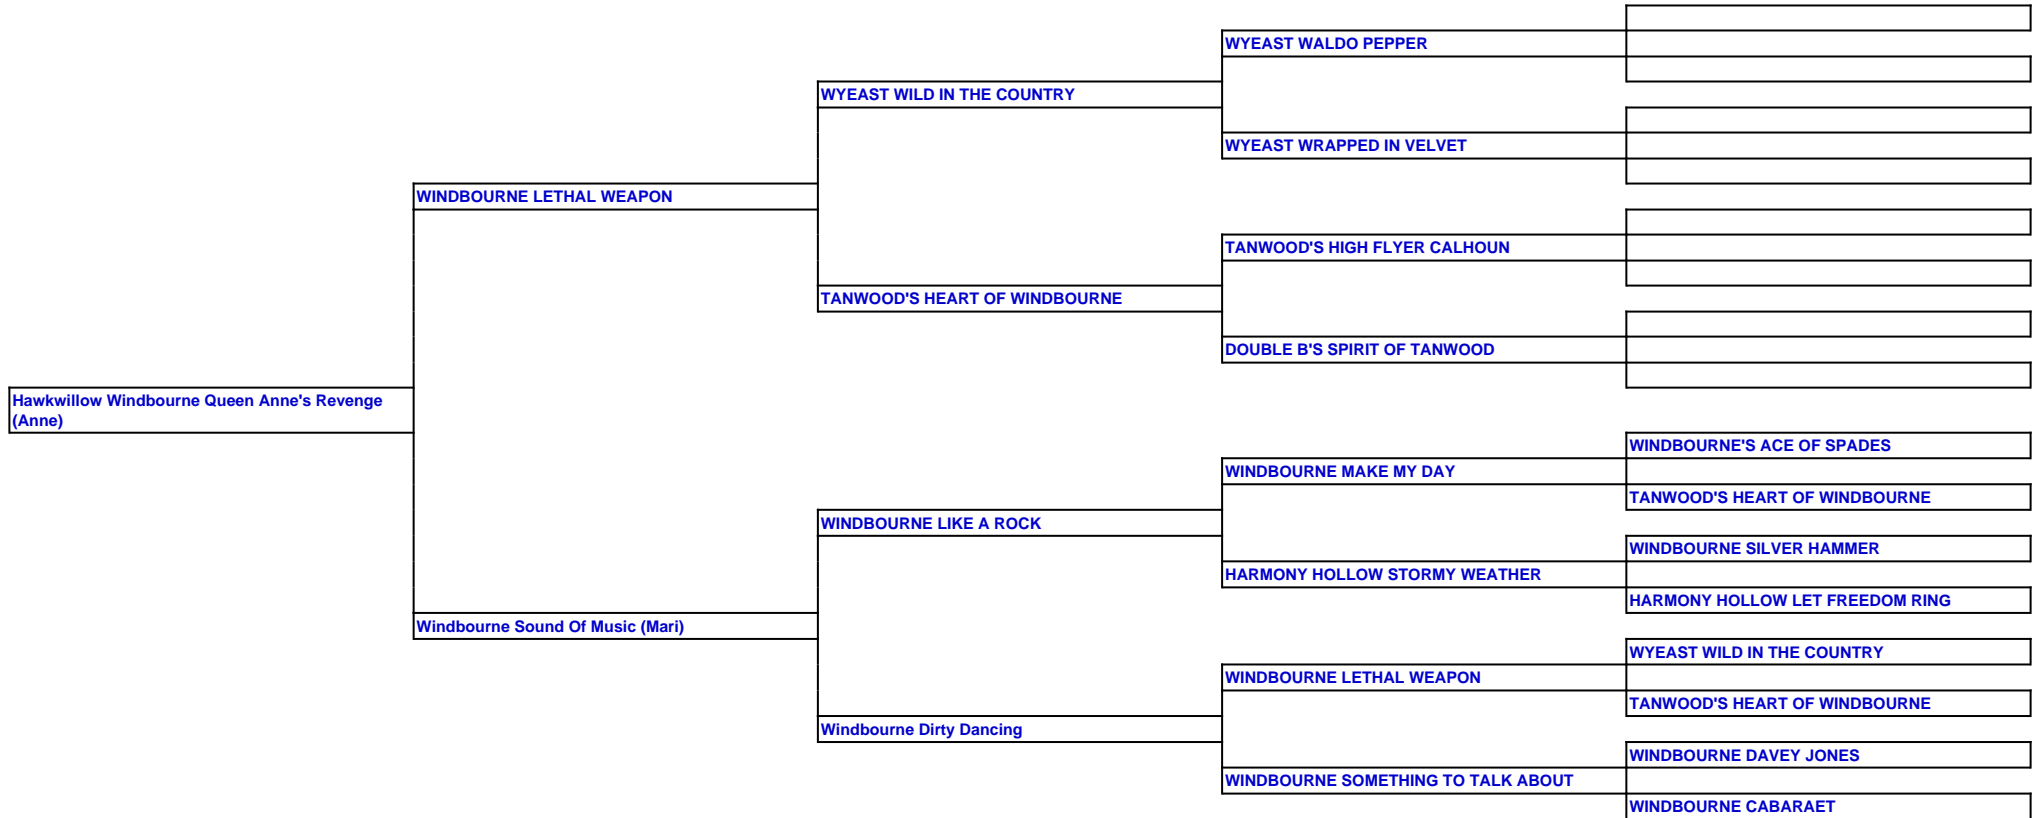 WYEAST WALDO PEPPER
WYEAST WILD IN THE COUNTRY
WYEAST WRAPPED IN VELVET
WINDBOURNE LETHAL WEAPON
TANWOOD'S HIGH FLYER CALHOUN
TANWOOD'S HEART OF WINDBOURNE
DOUBLE B'S SPIRIT OF TANWOOD
Hawkwillow Windbourne Queen Anne's Revenge
(Anne)
WINDBOURNE'S ACE OF SPADES
WINDBOURNE MAKE MY DAY
TANWOOD'S HEART OF WINDBOURNE
WINDBOURNE LIKE A ROCK
WINDBOURNE SILVER HAMMER
HARMONY HOLLOW STORMY WEATHER
HARMONY HOLLOW LET FREEDOM RING
Windbourne Sound Of Music (Mari)
WYEAST WILD IN THE COUNTRY
WINDBOURNE LETHAL WEAPON
TANWOOD'S HEART OF WINDBOURNE
Windbourne Dirty Dancing
WINDBOURNE DAVEY JONES
WINDBOURNE SOMETHING TO TALK ABOUT
WINDBOURNE CABARAET